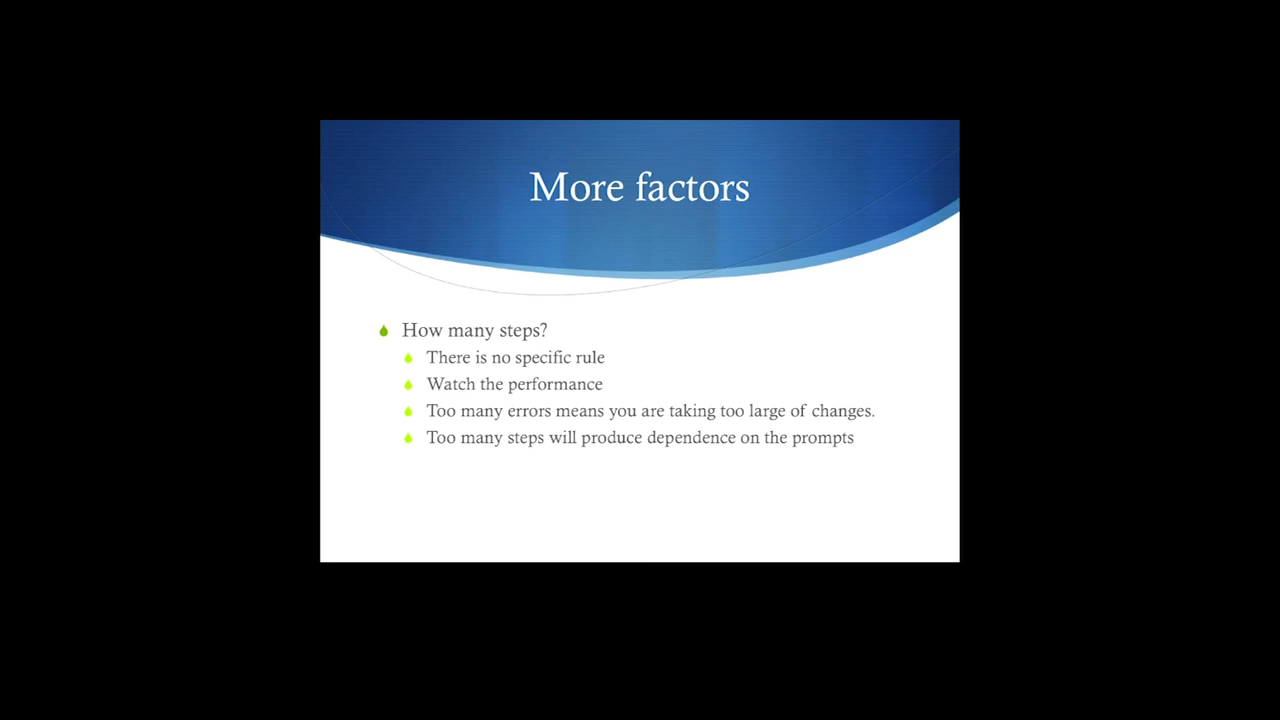 More factors
How many steps?
There is no specific rule
Watch the performance
Too many errors means you are taking too large of changes.
Too many steps will produce dependence on the prompts